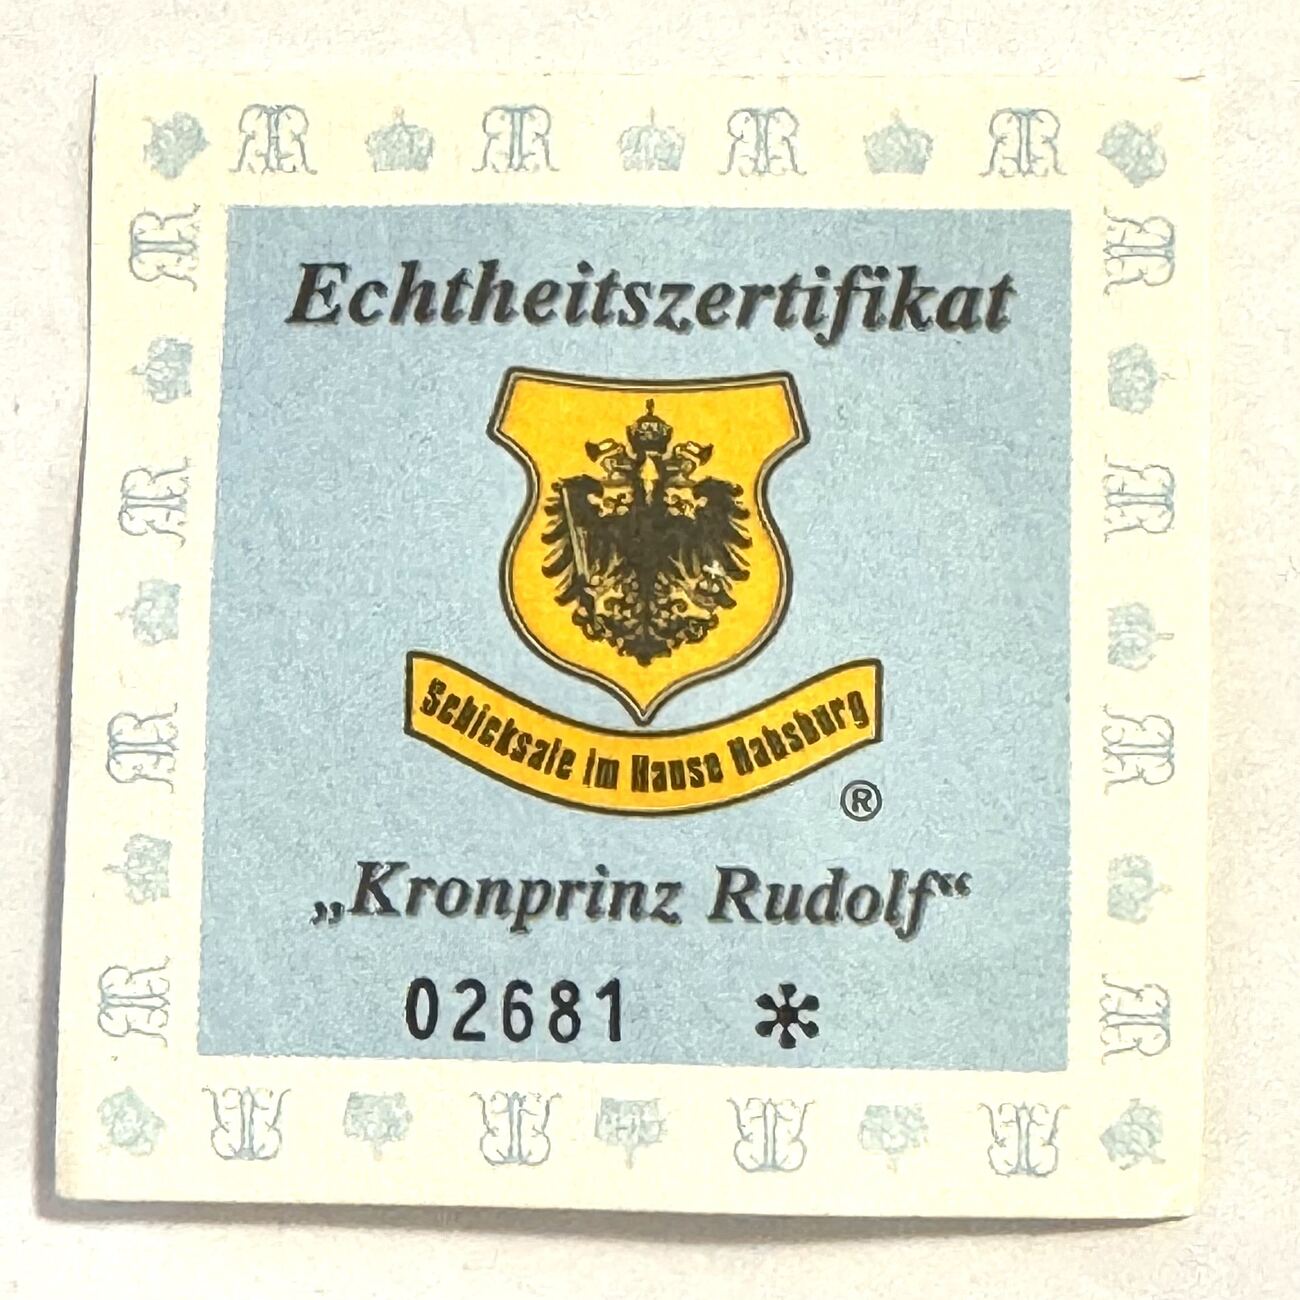 Echtheitszertifikat
Schicksale im Hause Habsburg
®
„Kronprinz Rudolf“
02681 *